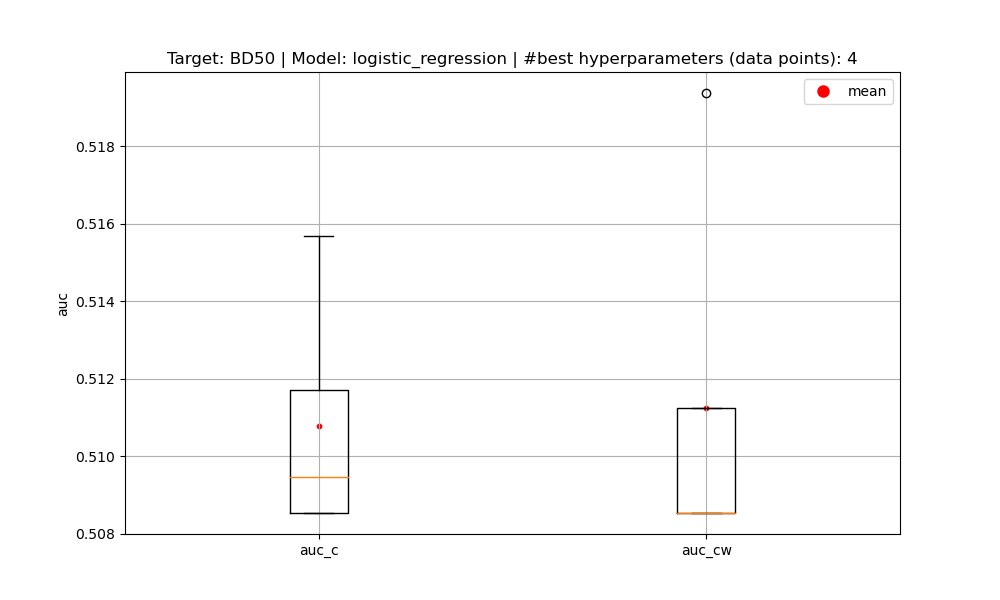 Target: BD50 | Model: logistic_regression | #best hyperparameters (data points): 4
mean
0.518
0.516
0.514
0.512
0.510
0.508
auc
auc_c
auc_cw